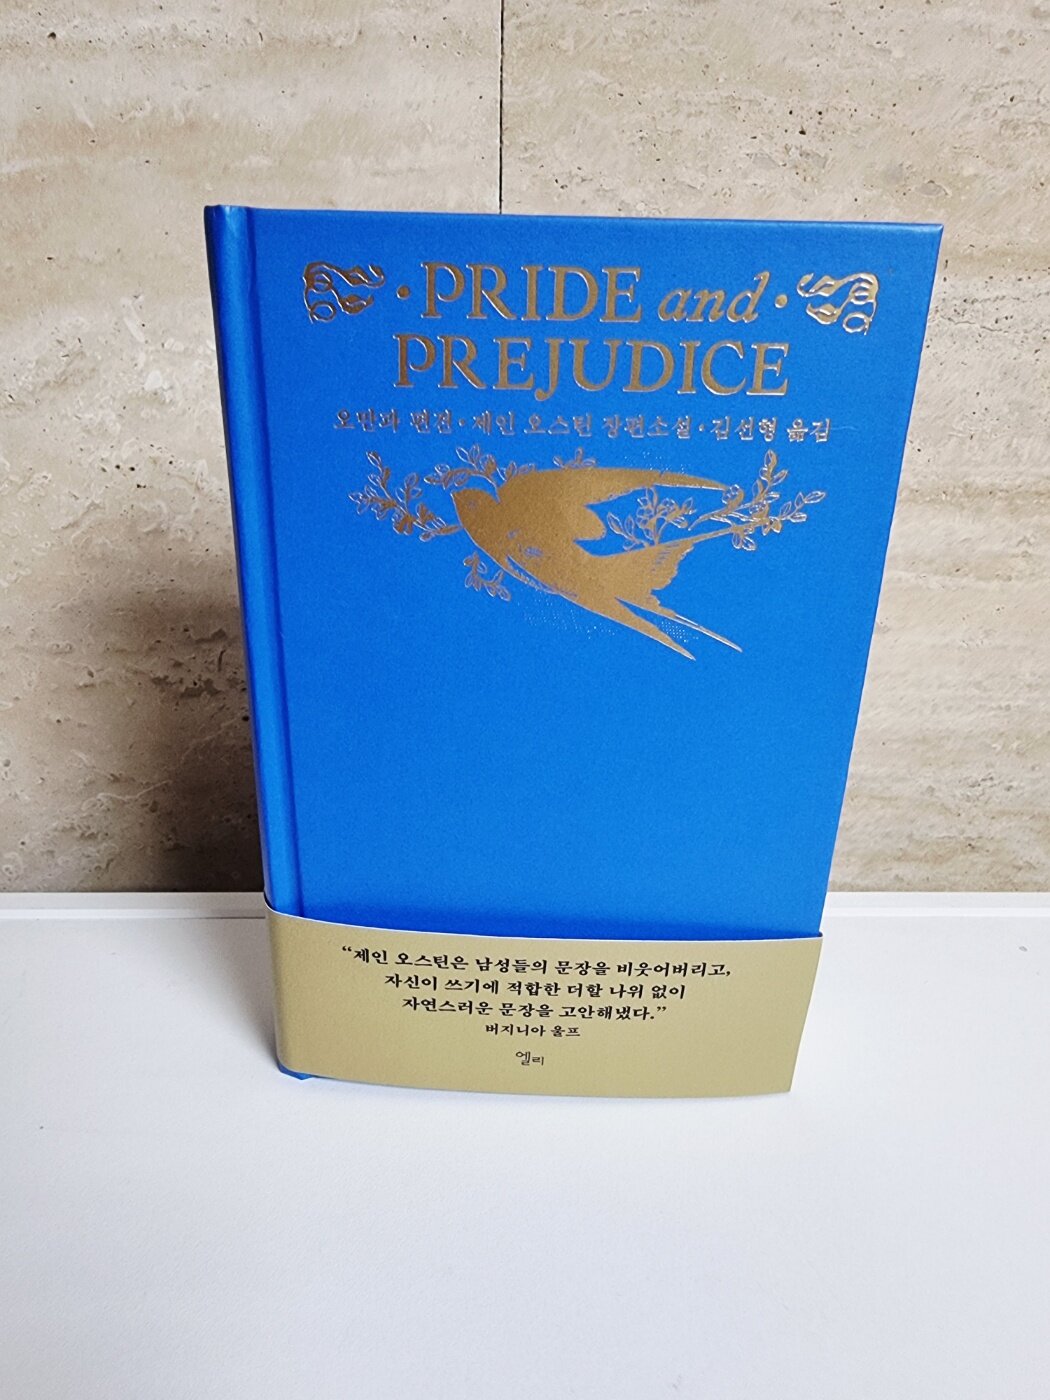 · PRIDE and ·
PREJUDICE
오만과 편견 · 제인 오스틴 장편소설 · 김선형 옮김
“제인 오스틴은 남성들의 문장을 비웃어버리고,
자신이 쓰기에 적합한 더할 나위 없이
자연스러운 문장을 고안해냈다.”
버지니아 울프
엘리